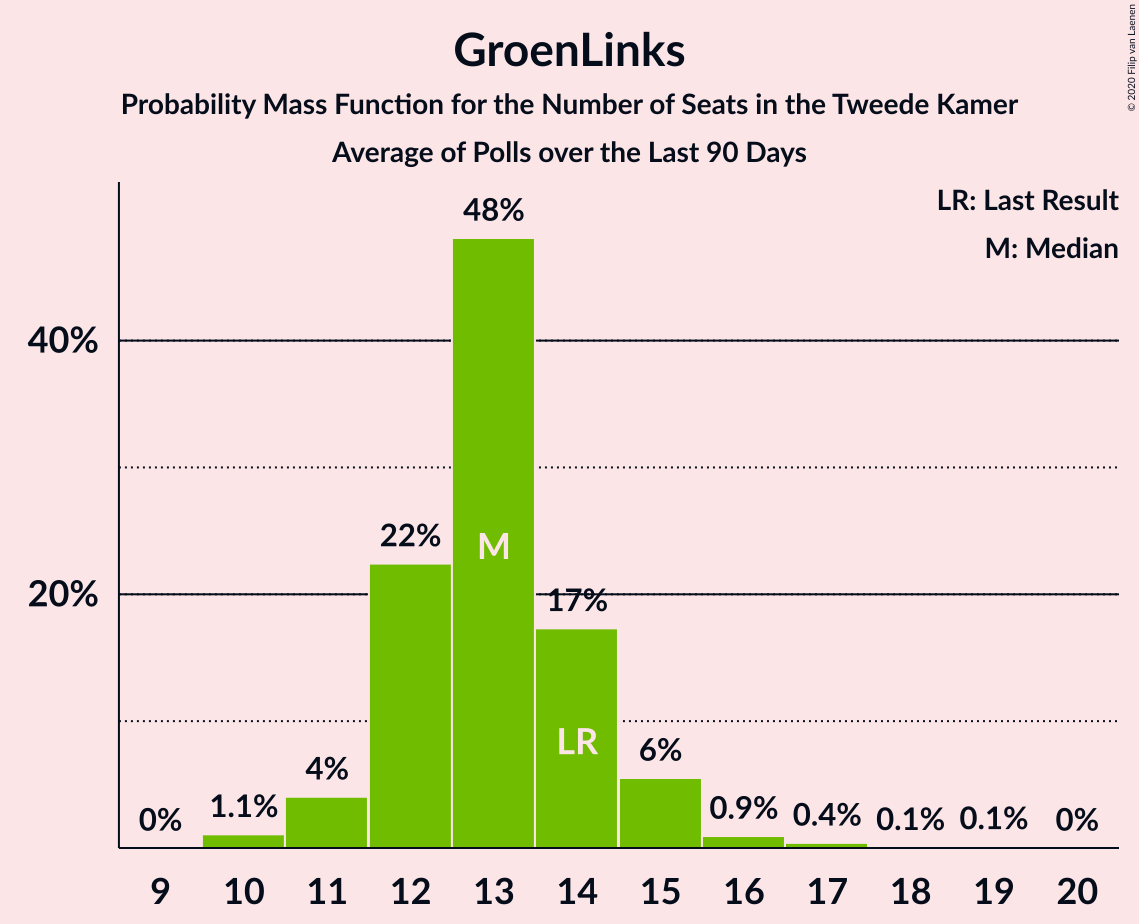 GroenLinks
Probability Mass Function for the Number of Seats in the Tweede Kamer
Average of Polls over the Last 90 Days
© 2020 Filip van Laenen
LR: Last Result
M: Median
48%
40%
22%
M
20%
17%
LR
6%
4%
0%
1.1%
0.9%
0.4%
0.1%
0.1%
0%
9 10 11 12 13 14 15 16 17 18 19 20